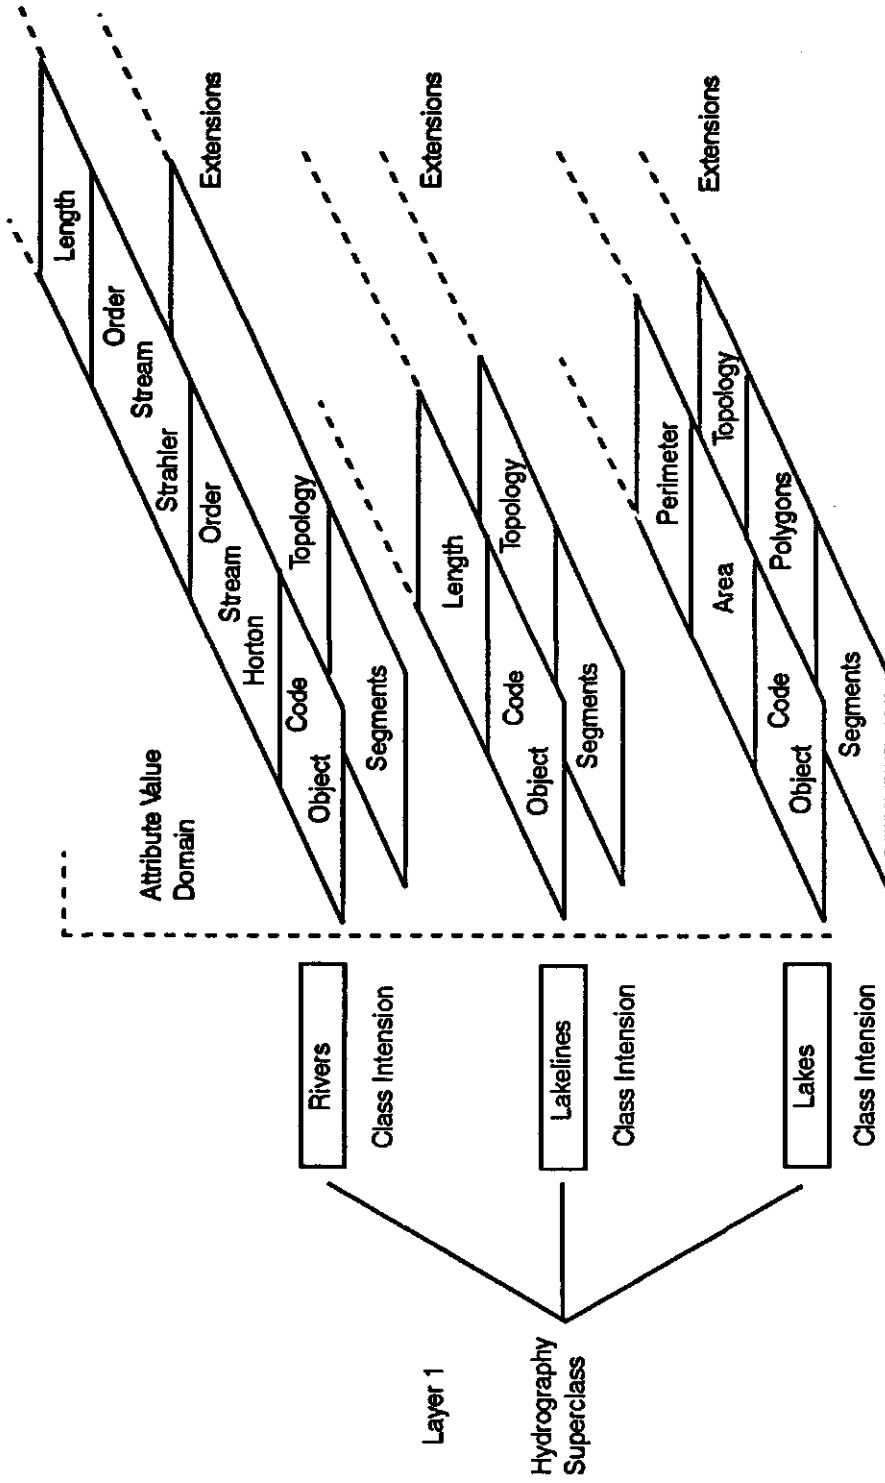 Layer 1
Hydrography
Superclass
Rivers
Class Intension
Lakelines
Class Intension
Lakes
Class Intension
Attribute Value
Domain
Object
Code
Horton
Stream
Order
Strahler
Stream
Order
Length
Segments
Topology
Extensions
Object
Code
Length
Segments
Topology
Extensions
Object
Code
Area
Perimeter
Segments
Polygons
Topology
Extensions